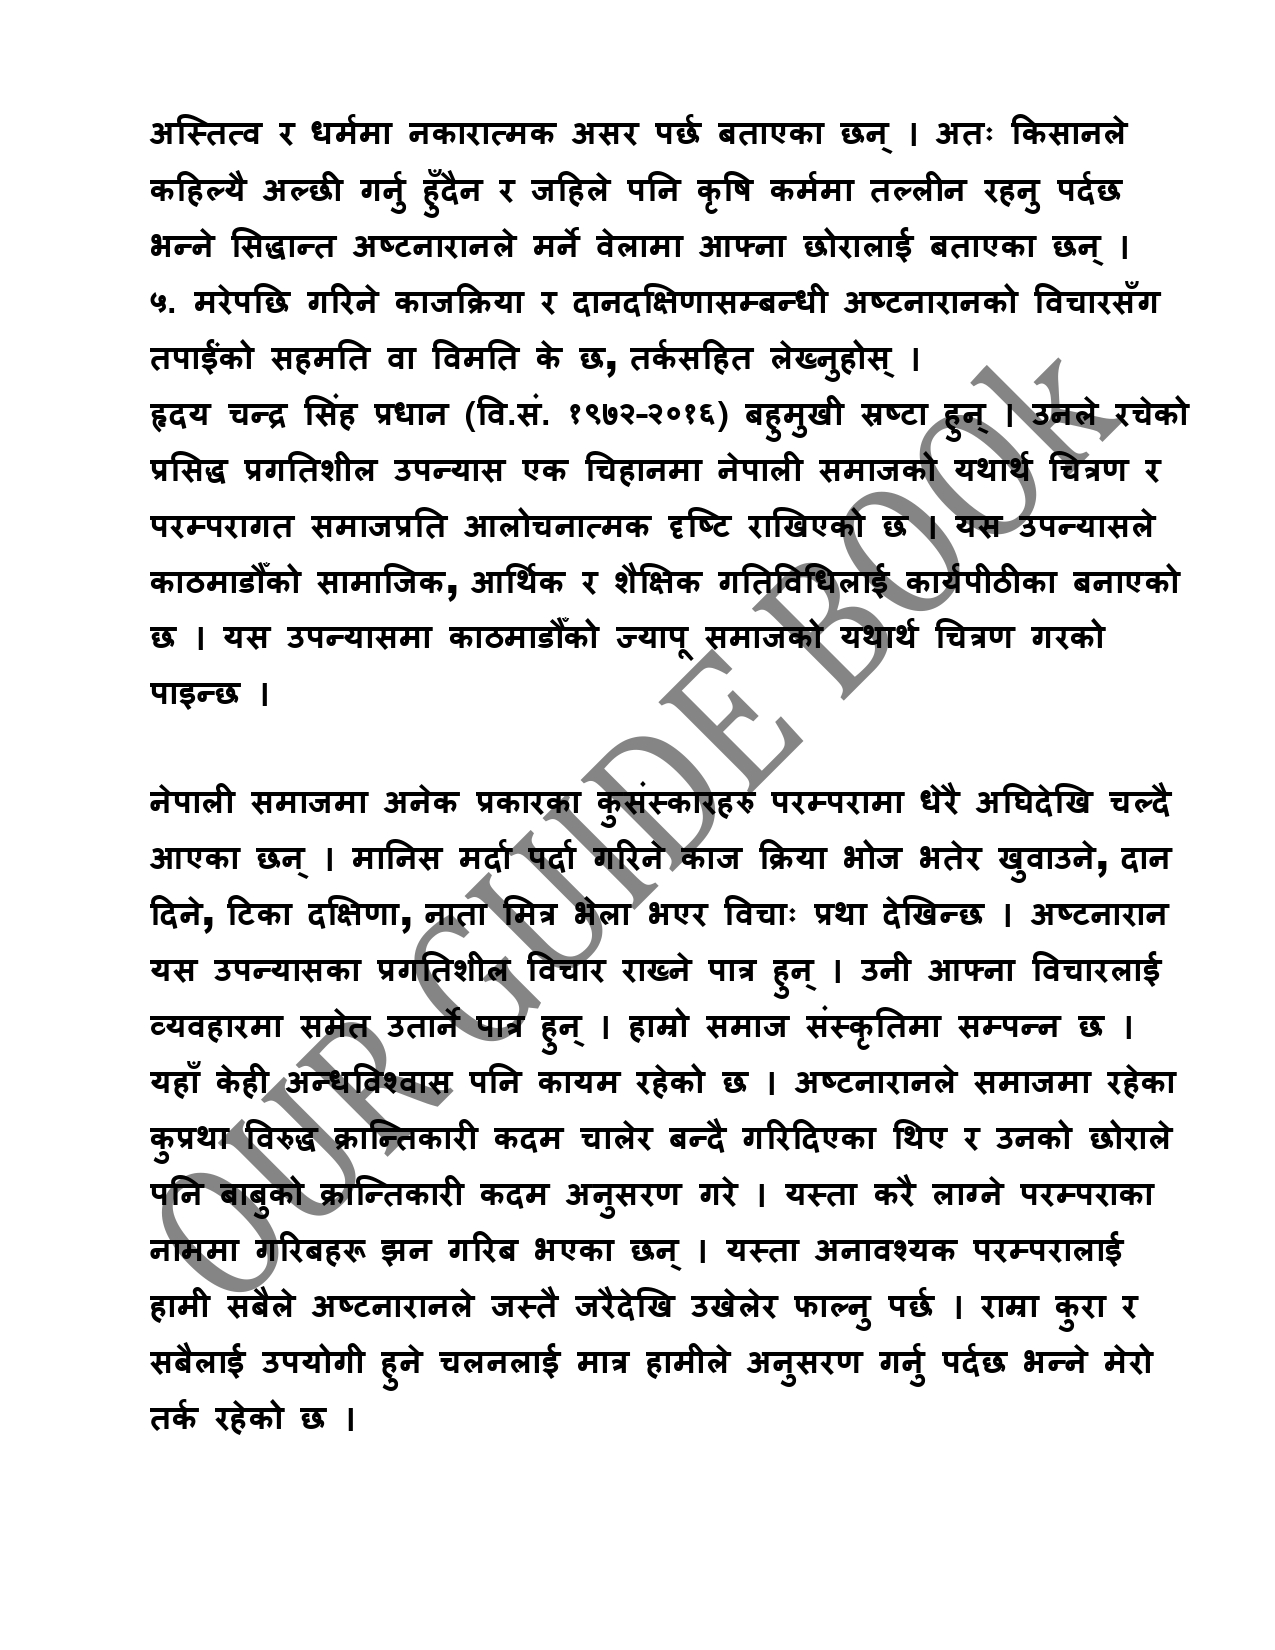 अस्तित्व र धर्ममा नकारात्मक असर पर्छ बताएका छन् । अतः किसानले
कहिल्यै अल्छी गर्नु हुँदैन र जहिले पनि कृषि कर्ममा तल्लीन रहनु पर्दछ
भन्ने सिद्धान्त अष्टनारानले मर्ने वेलामा आफ्ना छोरालाई बताएका छन् ।
५. मरेपछि गरिने काजक्रिया र दानदक्षिणासम्बन्धी अष्टनारानको विचारसँग
तपाईंको सहमति वा विमति के छ, तर्कसहित लेख्नुहोस् ।
हृदय चन्द्र सिंह प्रधान (वि.सं. १९७२-२०१६) बहुमुखी स्रष्टा हुन् । उनले रचेको
प्रसिद्ध प्रगतिशील उपन्यास एक चिहानमा नेपाली समाजको यथार्थ चित्रण र
परम्परागत समाजप्रति आलोचनात्मक दृष्टि राखिएको छ । यस उपन्यासले
काठमाडौँको सामाजिक, आर्थिक र शैक्षिक गतिविधिलाई कार्यपीठीका बनाएको
छ । यस उपन्यासमा काठमाडौँको ज्यापू समाजको यथार्थ चित्रण गरको
पाइन्छ ।
नेपाली समाजमा अनेक प्रकारका कुसंस्कारहरु परम्परामा धेरै अघिदेखि चल्दै
आएका छन् । मानिस मर्दा पर्दा गरिने काज क्रिया भोज भतेर खुवाउने, दान
दिने, टिका दक्षिणा, नाता मित्र भेला भएर विचाः प्रथा देखिन्छ । अष्टनारान
यस उपन्यासका प्रगतिशील विचार राख्ने पात्र हुन् । उनी आफ्ना विचारलाई
व्यवहारमा समेत उतार्ने पात्र हुन् । हाम्रो समाज संस्कृतिमा सम्पन्न छ ।
यहाँ केही अन्धविश्वास पनि कायम रहेको छ । अष्टनारानले समाजमा रहेका
कुप्रथा विरुद्ध क्रान्तिकारी कदम चालेर बन्दै गरिदिएका थिए र उनको छोराले
पनि बाबुको क्रान्तिकारी कदम अनुसरण गरे । यस्ता करै लाग्ने परम्पराका
नाममा गरिबहरू झन गरिब भएका छन् । यस्ता अनावश्यक परम्परालाई
हामी सबैले अष्टनारानले जस्तै जरैदेखि उखेलेर फाल्नु पर्छ । राम्रा कुरा र
सबैलाई उपयोगी हुने चलनलाई मात्र हामीले अनुसरण गर्नु पर्दछ भन्ने मेरो
तर्क रहेको छ ।
OUR GUIDE BOOk